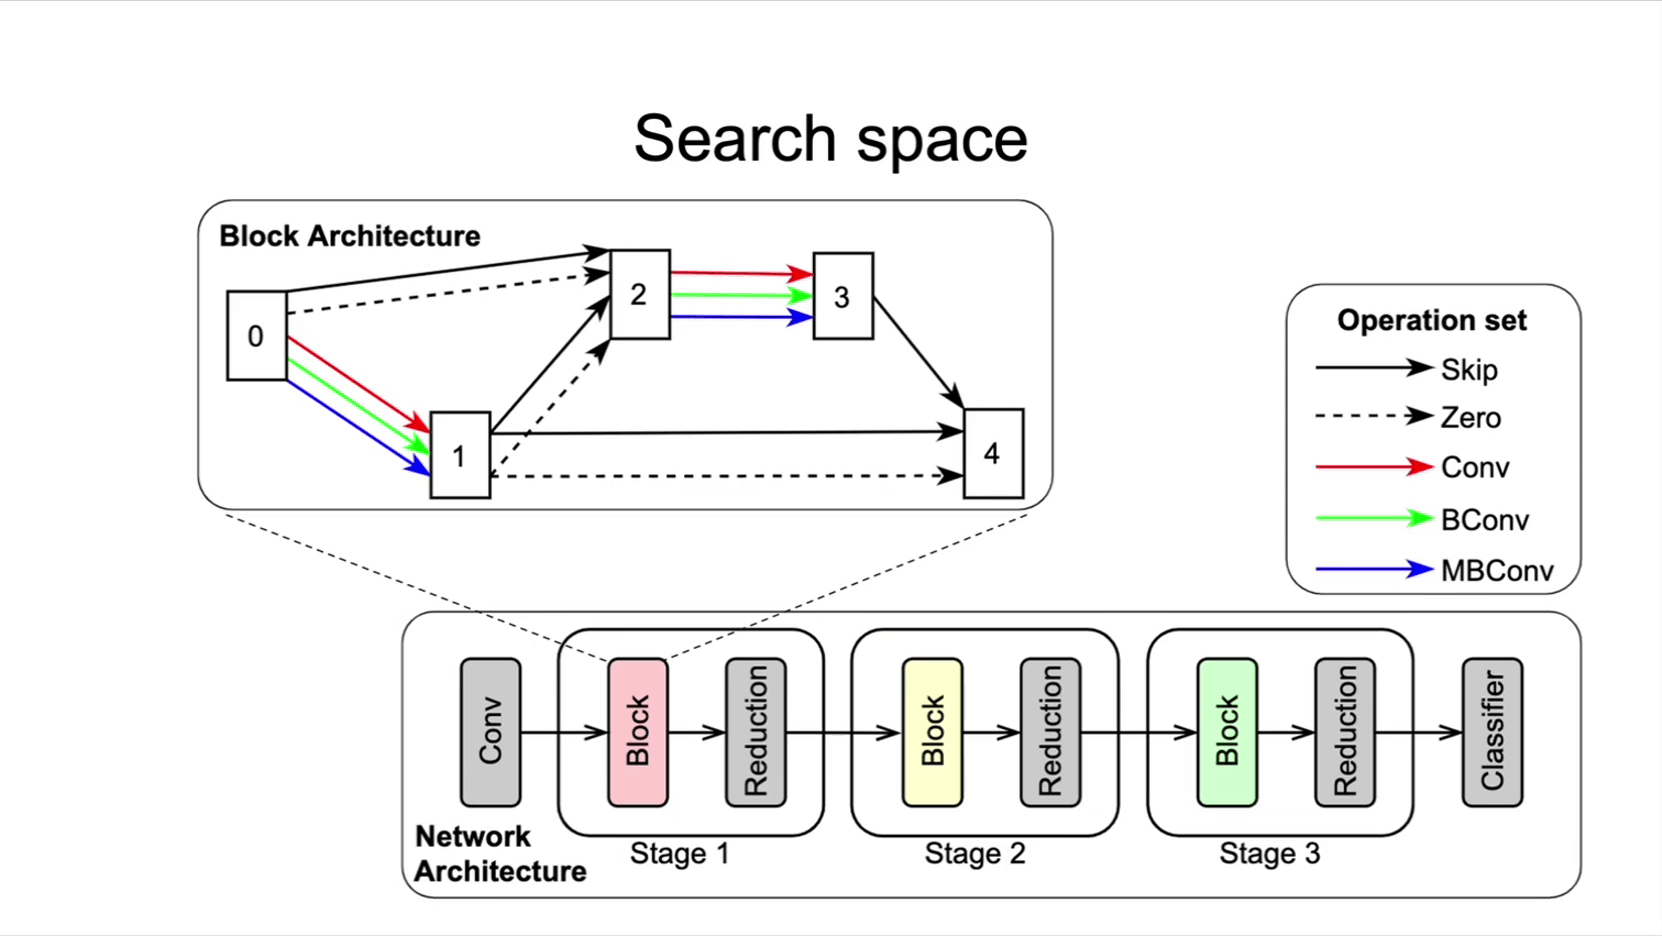 Search space
Block Architecture
0
1
2
3
4
Operation set
Skip
Zero
Conv
BConv
MBConv
Conv
Block
Reduction
Block
Reduction
Block
Reduction
Classifier
Stage 1
Stage 2
Stage 3
Network
Architecture